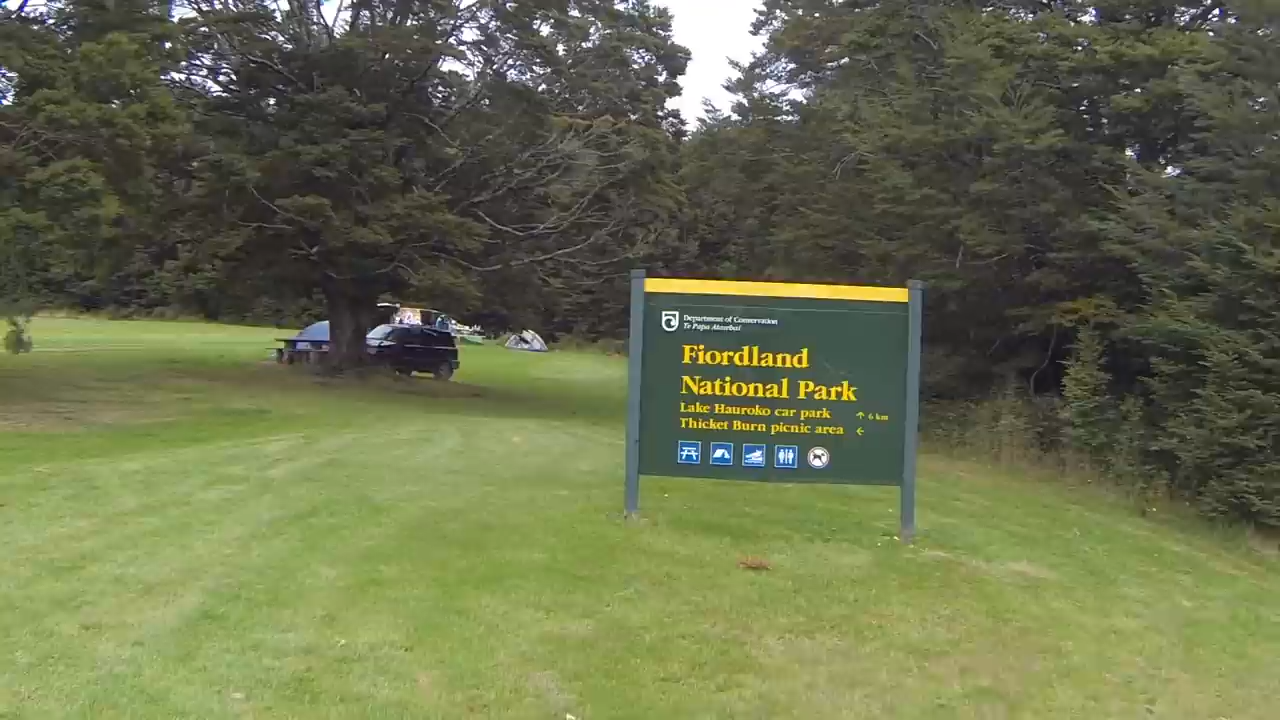 Department of Conservation
Te Papa Atawhai
Fiordland
National Park
Lake Hauroko car park ↑ 6 km
Thicket Burn picnic area ←